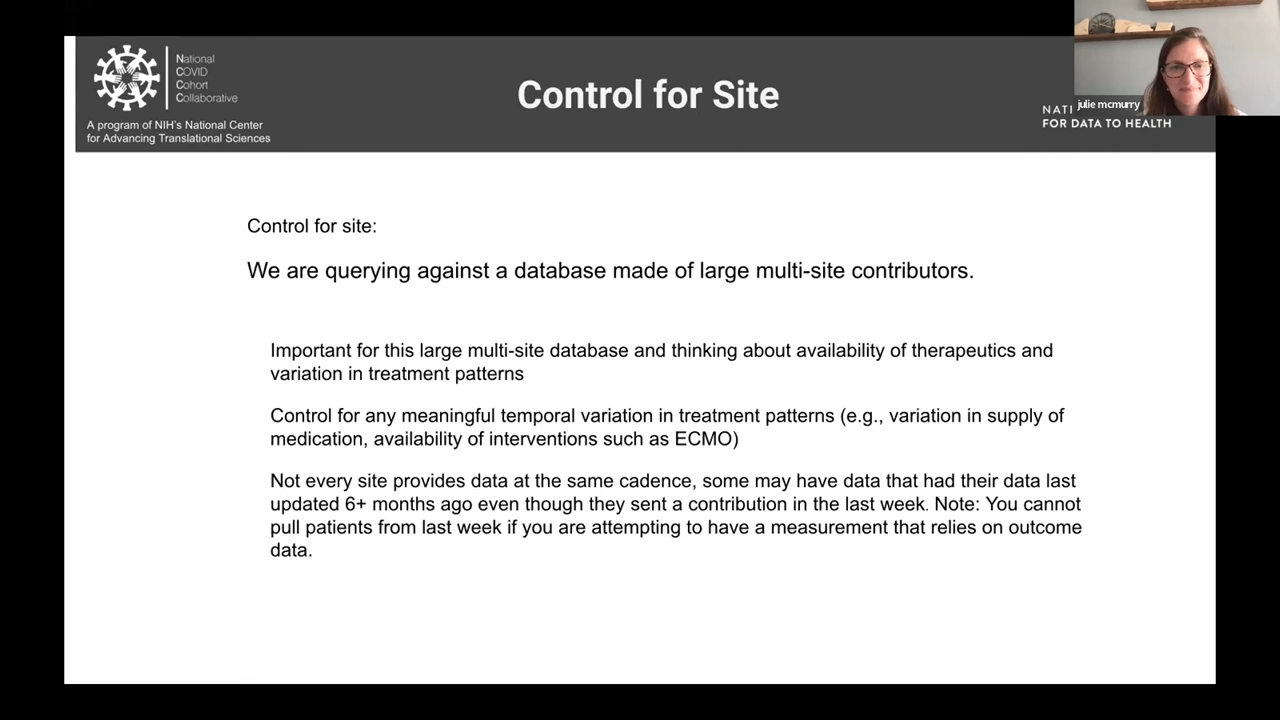 National
COVID
Cohort
Collaborative
A program of NIH's National Center
for Advancing Translational Sciences
Control for Site
NATI
FOR DATA TO HEALTH
julie mcmurry
Control for site:
We are querying against a database made of large multi-site contributors.
Important for this large multi-site database and thinking about availability of therapeutics and
variation in treatment patterns
Control for any meaningful temporal variation in treatment patterns (e.g., variation in supply of
medication, availability of interventions such as ECMO)
Not every site provides data at the same cadence, some may have data that had their data last
updated 6+ months ago even though they sent a contribution in the last week. Note: You cannot
pull patients from last week if you are attempting to have a measurement that relies on outcome
data.